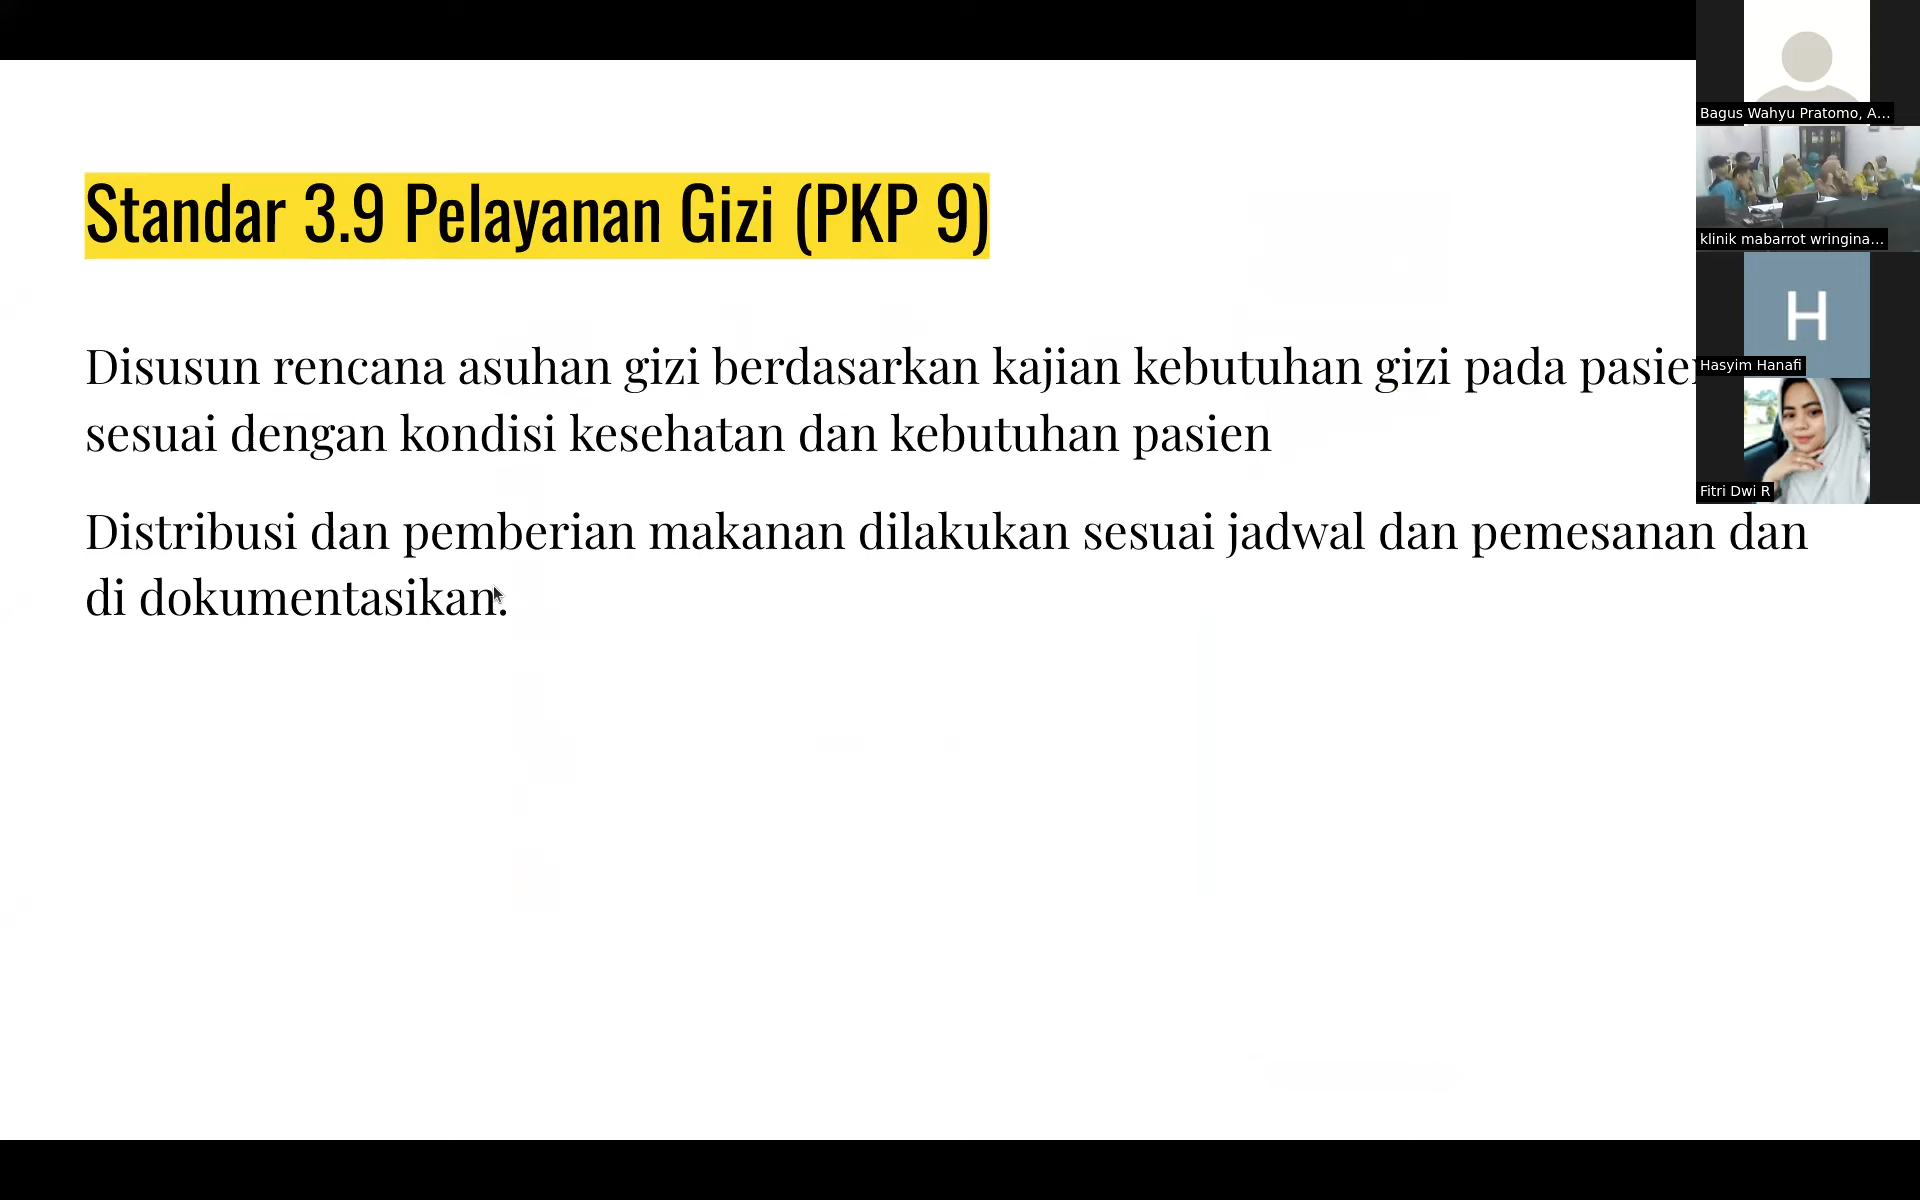 Standar 3.9 Pelayanan Gizi (PKP 9)
Disusun rencana asuhan gizi berdasarkan kajian kebutuhan gizi pada pasien
sesuai dengan kondisi kesehatan dan kebutuhan pasien
Distribusi dan pemberian makanan dilakukan sesuai jadwal dan pemesanan dan
di dokumentasikan.
Bagus Wahyu Pratomo, A...
klinik mabarrot wringina...
H
Hasyim Hanafi
Fitri Dwi R